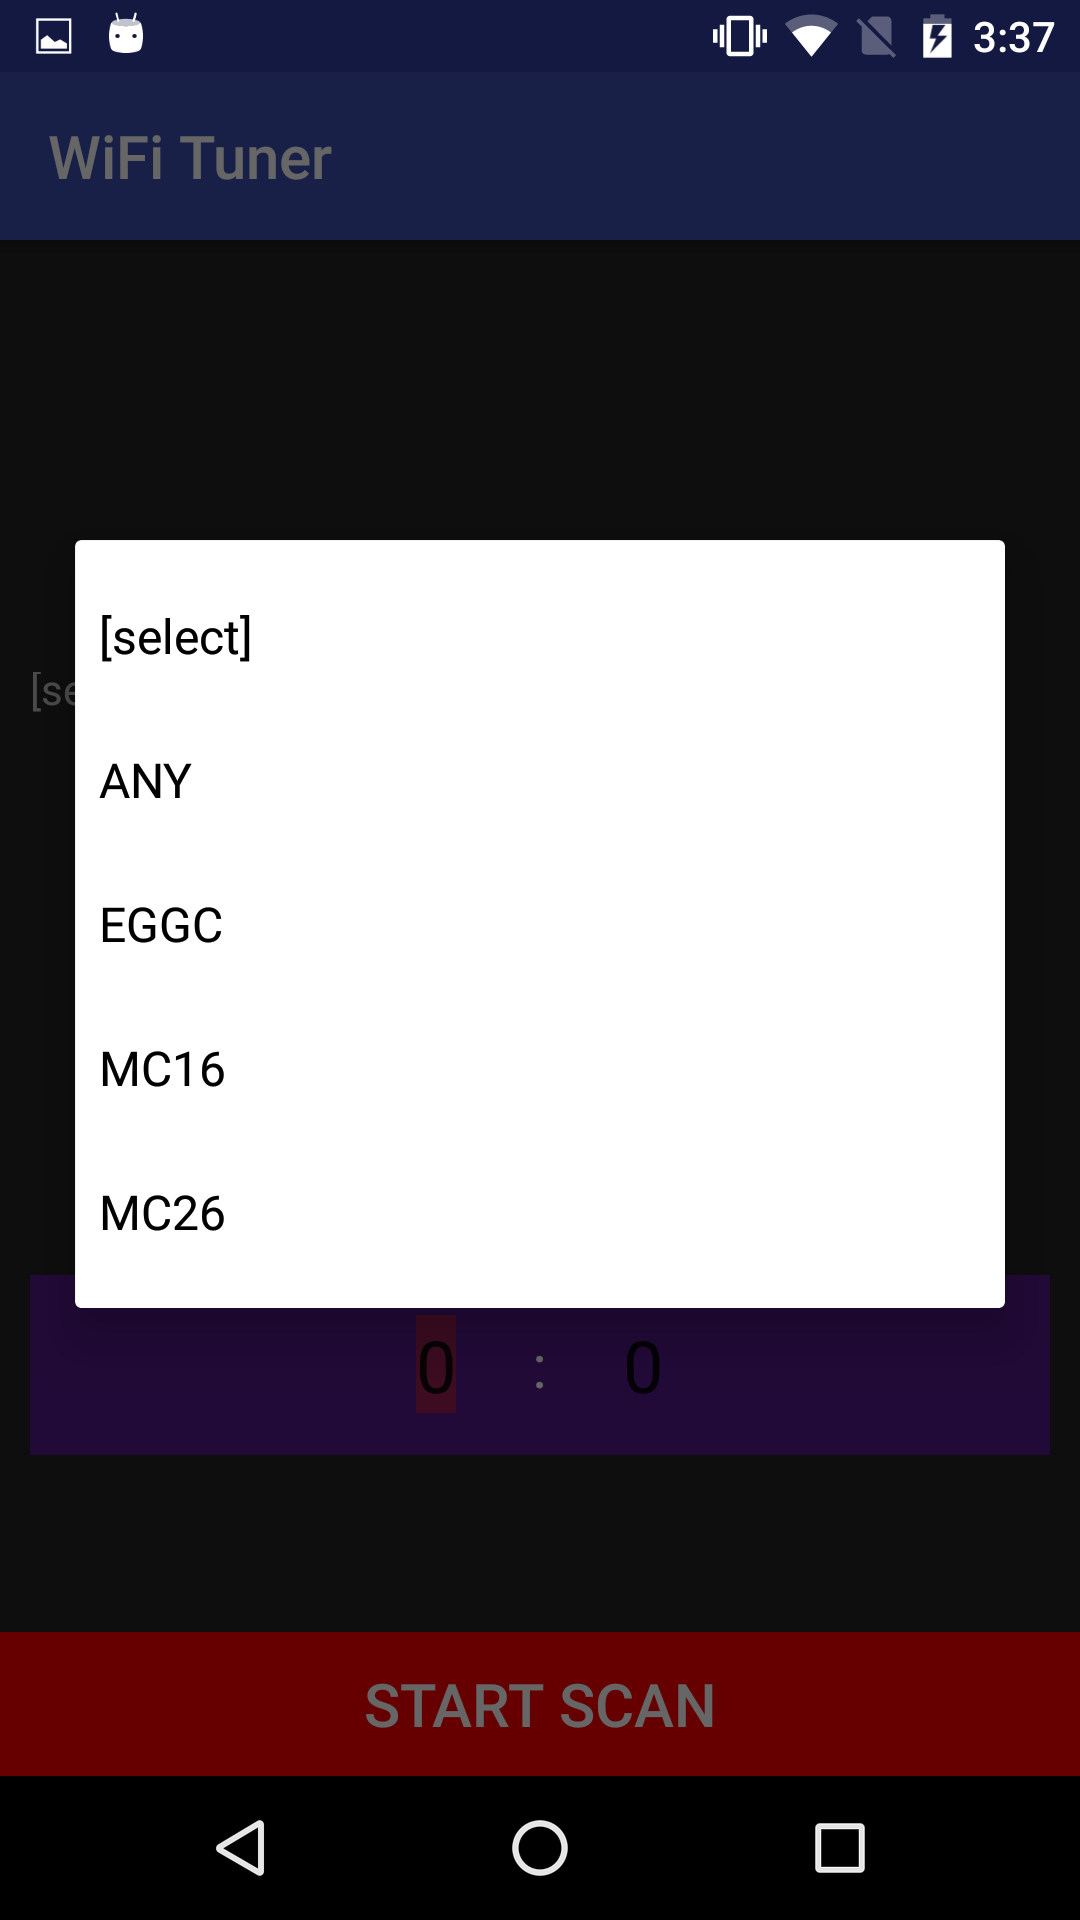 3:37
WiFi Tuner
[select]
[se
ANY
EGGC
MC16
MC26
0 : 0
START SCAN